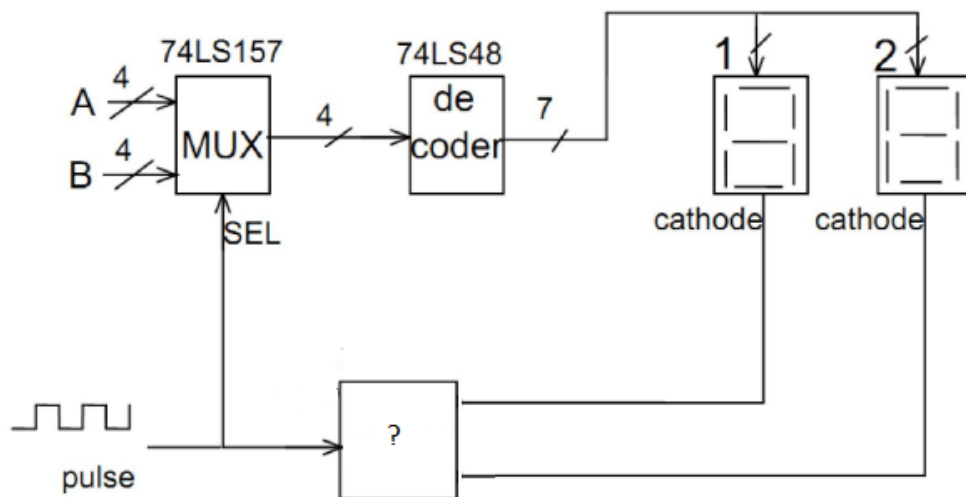 74LS157
74LS48
1
2
4
A
MUX
4
de
coder
7
4
B
SEL
cathode
cathode
?
pulse